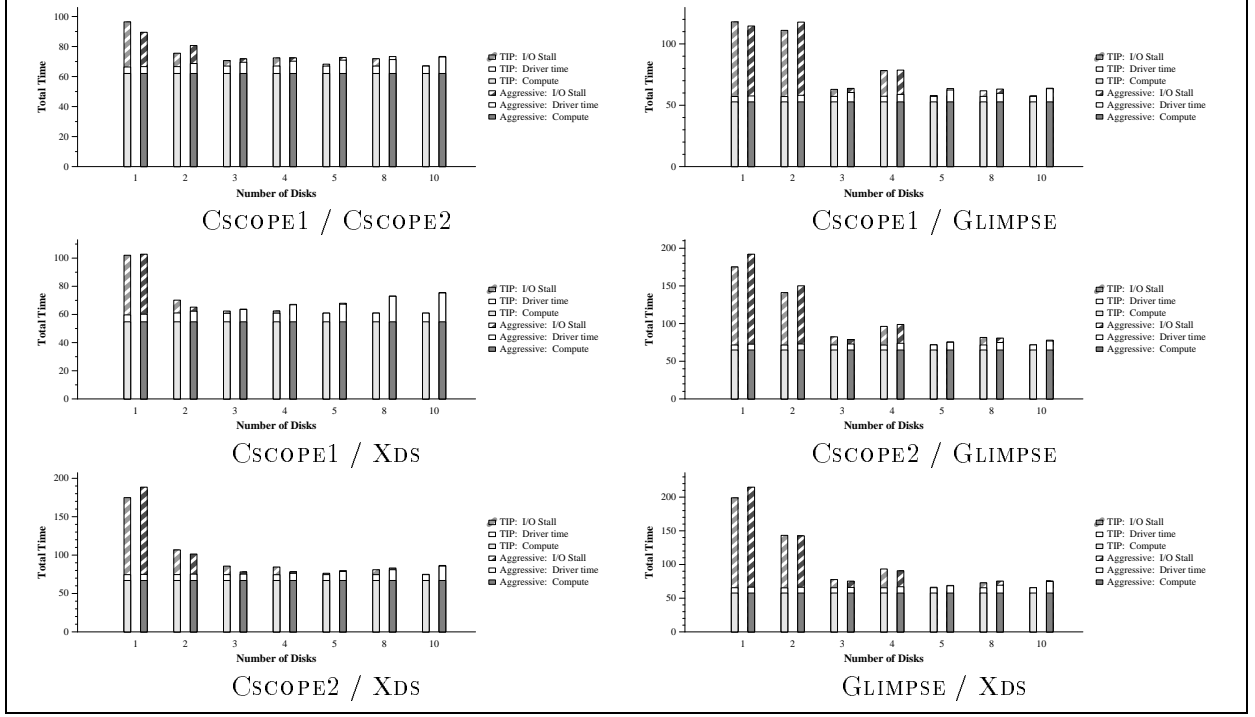 Total Time
100
80
60
40
20
0
1 2 3 4 5 8 10
Number of Disks
TIP: I/O Stall
TIP: Driver time
TIP: Compute
Aggressive: I/O Stall
Aggressive: Driver time
Aggressive: Compute
CSCOPE1 / CSCOPE2
Total Time
100
50
0
1 2 3 4 5 8 10
Number of Disks
TIP: I/O Stall
TIP: Driver time
TIP: Compute
Aggressive: I/O Stall
Aggressive: Driver time
Aggressive: Compute
CSCOPE1 / GLIMPSE
Total Time
100
80
60
40
20
0
1 2 3 4 5 8 10
Number of Disks
TIP: I/O Stall
TIP: Driver time
TIP: Compute
Aggressive: I/O Stall
Aggressive: Driver time
Aggressive: Compute
CSCOPE1 / XDS
Total Time
200
150
100
50
0
1 2 3 4 5 8 10
Number of Disks
TIP: I/O Stall
TIP: Driver time
TIP: Compute
Aggressive: I/O Stall
Aggressive: Driver time
Aggressive: Compute
CSCOPE2 / GLIMPSE
Total Time
200
150
100
50
0
1 2 3 4 5 8 10
Number of Disks
TIP: I/O Stall
TIP: Driver time
TIP: Compute
Aggressive: I/O Stall
Aggressive: Driver time
Aggressive: Compute
CSCOPE2 / XDS
Total Time
200
150
100
50
0
1 2 3 4 5 8 10
Number of Disks
TIP: I/O Stall
TIP: Driver time
TIP: Compute
Aggressive: I/O Stall
Aggressive: Driver time
Aggressive: Compute
GLIMPSE / XDS